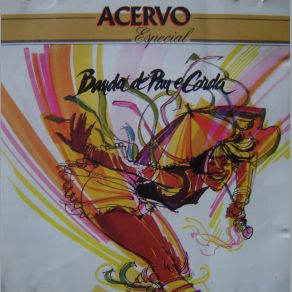 ACERVO
Especial
Banda de Pau e Corda